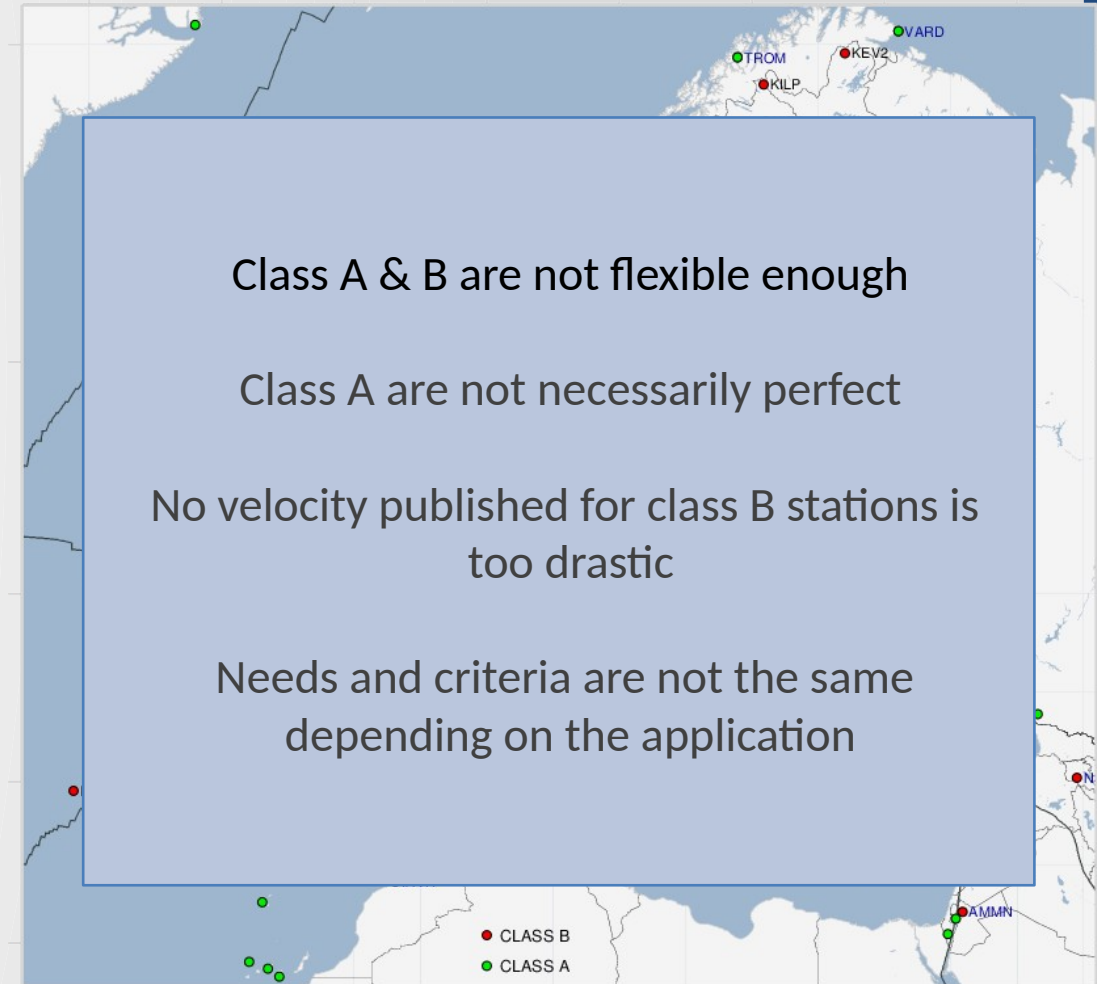 VARD
TROM
KEV2
KILP
Class A & B are not flexible enough
Class A are not necessarily perfect
No velocity published for class B stations is
too drastic
Needs and criteria are not the same
depending on the application
N
AMMN
CLASS B
CLASS A